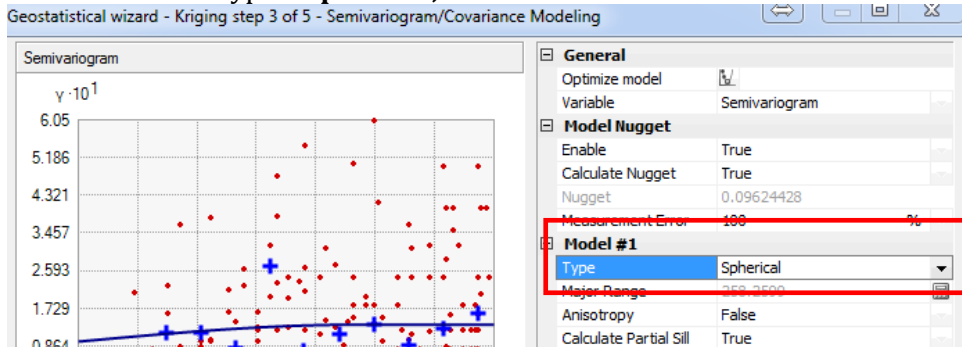 Geostatistical wizard - Kriging step 3 of 5 - Semivariogram/Covariance Modeling
Semivariogram
γ·10¹
6.05
5.186
4.321
3.457
2.593
1.729
0.864
General
Optimize model
Variable Semivariogram
Model Nugget
Enable True
Calculate Nugget True
Nugget 0.09624428
Measurement Error 100 %
Model #1
Type Spherical
Major Range
Anisotropy False
Calculate Partial Sill True